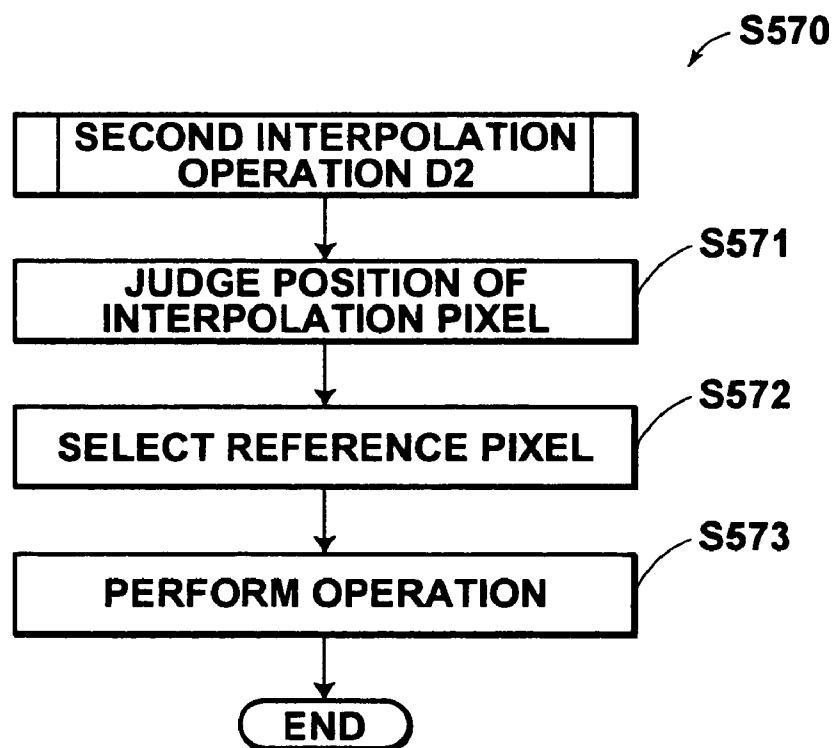 S570
SECOND INTERPOLATION
OPERATION D2
S571
JUDGE POSITION OF
INTERPOLATION PIXEL
S572
SELECT REFERENCE PIXEL
S573
PERFORM OPERATION
END